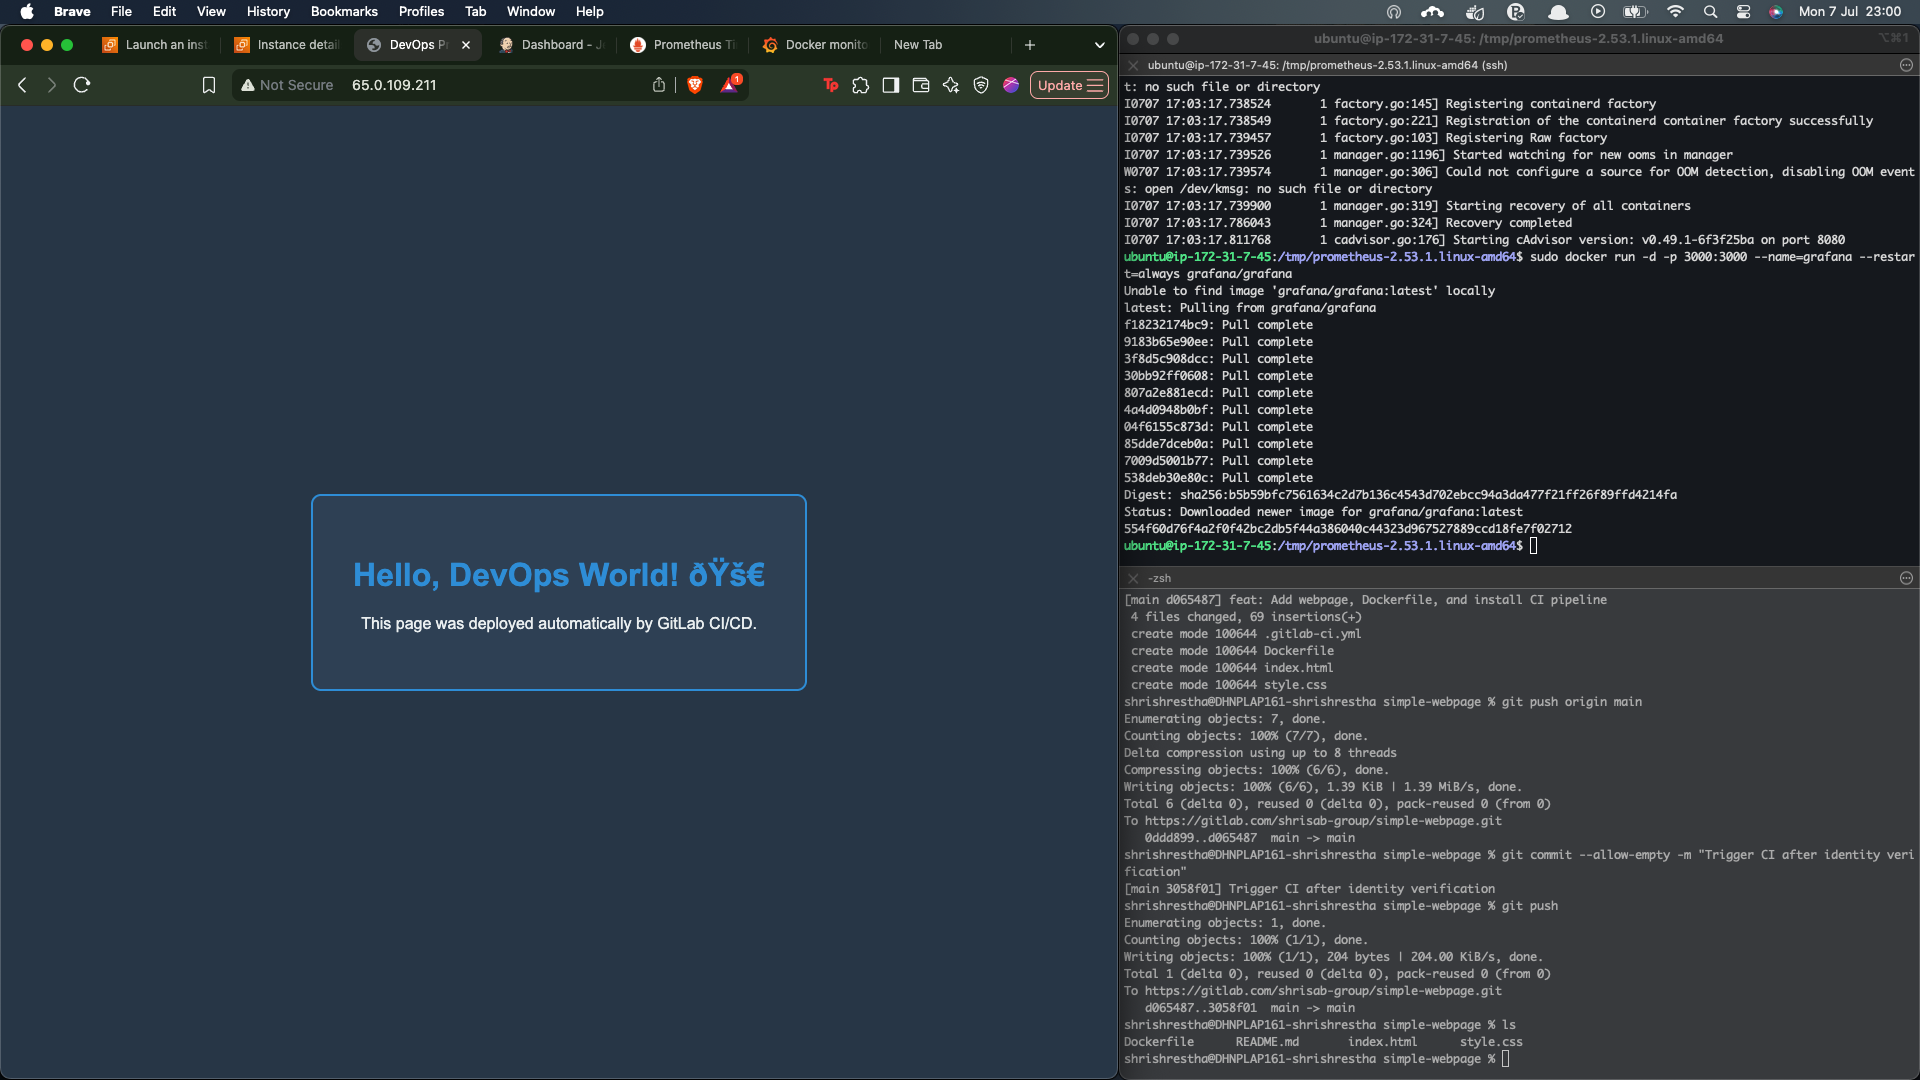 Brave File Edit View History Bookmarks Profiles Tab Window Help
Mon 7 Jul 23:00
Launch an inst
Instance detai
DevOps Pr
Dashboard - Je
Prometheus Ti
Docker monito
New Tab
Not Secure 65.0.109.211
1
Tp
Update
Hello, DevOps World! ðŸš€
This page was deployed automatically by GitLab CI/CD.
ubuntu@ip-172-31-7-45: /tmp/prometheus-2.53.1.linux-amd64
⌥⌘1
ubuntu@ip-172-31-7-45: /tmp/prometheus-2.53.1.linux-amd64 (ssh)
t: no such file or directory
I0707 17:03:17.738524       1 factory.go:145] Registering containerd factory
I0707 17:03:17.738549       1 factory.go:221] Registration of the containerd container factory successfully
I0707 17:03:17.739457       1 factory.go:103] Registering Raw factory
I0707 17:03:17.739526       1 manager.go:1196] Started watching for new ooms in manager
W0707 17:03:17.739574       1 manager.go:306] Could not configure a source for OOM detection, disabling OOM event
s: open /dev/kmsg: no such file or directory
I0707 17:03:17.739900       1 manager.go:319] Starting recovery of all containers
I0707 17:03:17.786043       1 manager.go:324] Recovery completed
I0707 17:03:17.811768       1 cadvisor.go:176] Starting cAdvisor version: v0.49.1-6f3f25ba on port 8080
ubuntu@ip-172-31-7-45:/tmp/prometheus-2.53.1.linux-amd64$ sudo docker run -d -p 3000:3000 --name=grafana --restar
t=always grafana/grafana
Unable to find image 'grafana/grafana:latest' locally
latest: Pulling from grafana/grafana
f18232174bc9: Pull complete
9183b65e90ee: Pull complete
3f8d5c908dcc: Pull complete
30bb92ff0608: Pull complete
807a2e881ecd: Pull complete
4a4d0948b0bf: Pull complete
04f6155c873d: Pull complete
85dde7dceb0a: Pull complete
7009d5001b77: Pull complete
538deb30e80c: Pull complete
Digest: sha256:b5b59bfc7561634c2d7b136c4543d702ebcc94a3da477f21ff26f89ffd4214fa
Status: Downloaded newer image for grafana/grafana:latest
554f60d76f4a2f0f42bc2db5f44a386040c44323d967527889ccd18fe7f02712
ubuntu@ip-172-31-7-45:/tmp/prometheus-2.53.1.linux-amd64$
-zsh
[main d065487] feat: Add webpage, Dockerfile, and install CI pipeline
 4 files changed, 69 insertions(+)
 create mode 100644 .gitlab-ci.yml
 create mode 100644 Dockerfile
 create mode 100644 index.html
 create mode 100644 style.css
shrishrestha@DHNPLAP161-shrishrestha simple-webpage % git push origin main
Enumerating objects: 7, done.
Counting objects: 100% (7/7), done.
Delta compression using up to 8 threads
Compressing objects: 100% (6/6), done.
Writing objects: 100% (6/6), 1.39 KiB | 1.39 MiB/s, done.
Total 6 (delta 0), reused 0 (delta 0), pack-reused 0 (from 0)
To https://gitlab.com/shrisab-group/simple-webpage.git
   0ddd899..d065487  main -> main
shrishrestha@DHNPLAP161-shrishrestha simple-webpage % git commit --allow-empty -m "Trigger CI after identity veri
fication"
[main 3058f01] Trigger CI after identity verification
shrishrestha@DHNPLAP161-shrishrestha simple-webpage % git push
Enumerating objects: 1, done.
Counting objects: 100% (1/1), done.
Writing objects: 100% (1/1), 204 bytes | 204.00 KiB/s, done.
Total 1 (delta 0), reused 0 (delta 0), pack-reused 0 (from 0)
To https://gitlab.com/shrisab-group/simple-webpage.git
   d065487..3058f01  main -> main
shrishrestha@DHNPLAP161-shrishrestha simple-webpage % ls
Dockerfile      README.md       index.html      style.css
shrishrestha@DHNPLAP161-shrishrestha simple-webpage %